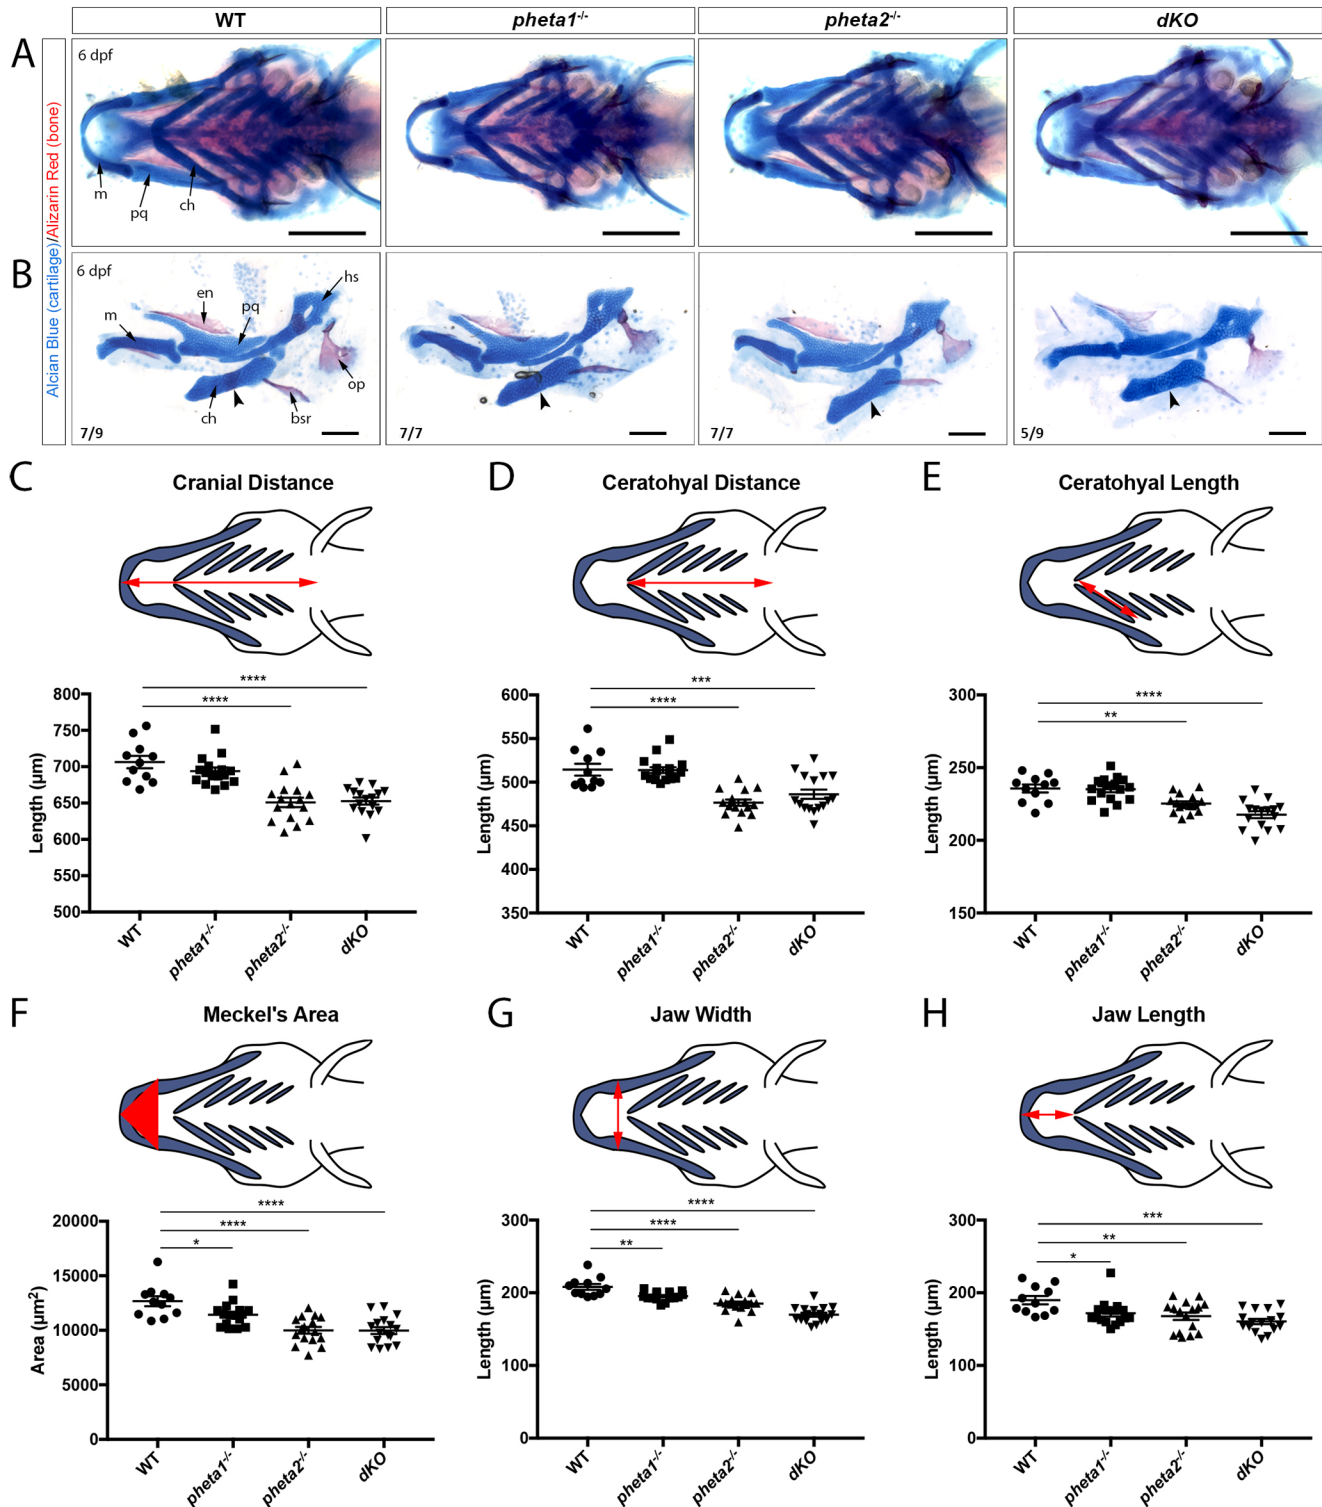 WT
pheta1-/-
pheta2-/-
dKO
A
Alcian Blue (cartilage)/Alizarin Red (bone)
6 dpf
m
pq
ch
B
6 dpf
en
hs
m
pq
op
ch
bsr
7/9
7/7
7/7
5/9
C
Cranial Distance
****
****
Length (µm)
800
750
700
650
600
550
500
WT
pheta1-/-
pheta2-/-
dKO
D
Ceratohyal Distance
***
****
Length (µm)
600
550
500
450
400
350
WT
pheta1-/-
pheta2-/-
dKO
E
Ceratohyal Length
****
**
Length (µm)
300
250
200
150
WT
pheta1-/-
pheta2-/-
dKO
F
Meckel's Area
****
****
*
Area (µm²)
20000
15000
10000
5000
0
WT
pheta1-/-
pheta2-/-
dKO
G
Jaw Width
****
****
**
Length (µm)
300
200
100
0
WT
pheta1-/-
pheta2-/-
dKO
H
Jaw Length
***
**
*
Length (µm)
300
200
100
0
WT
pheta1-/-
pheta2-/-
dKO